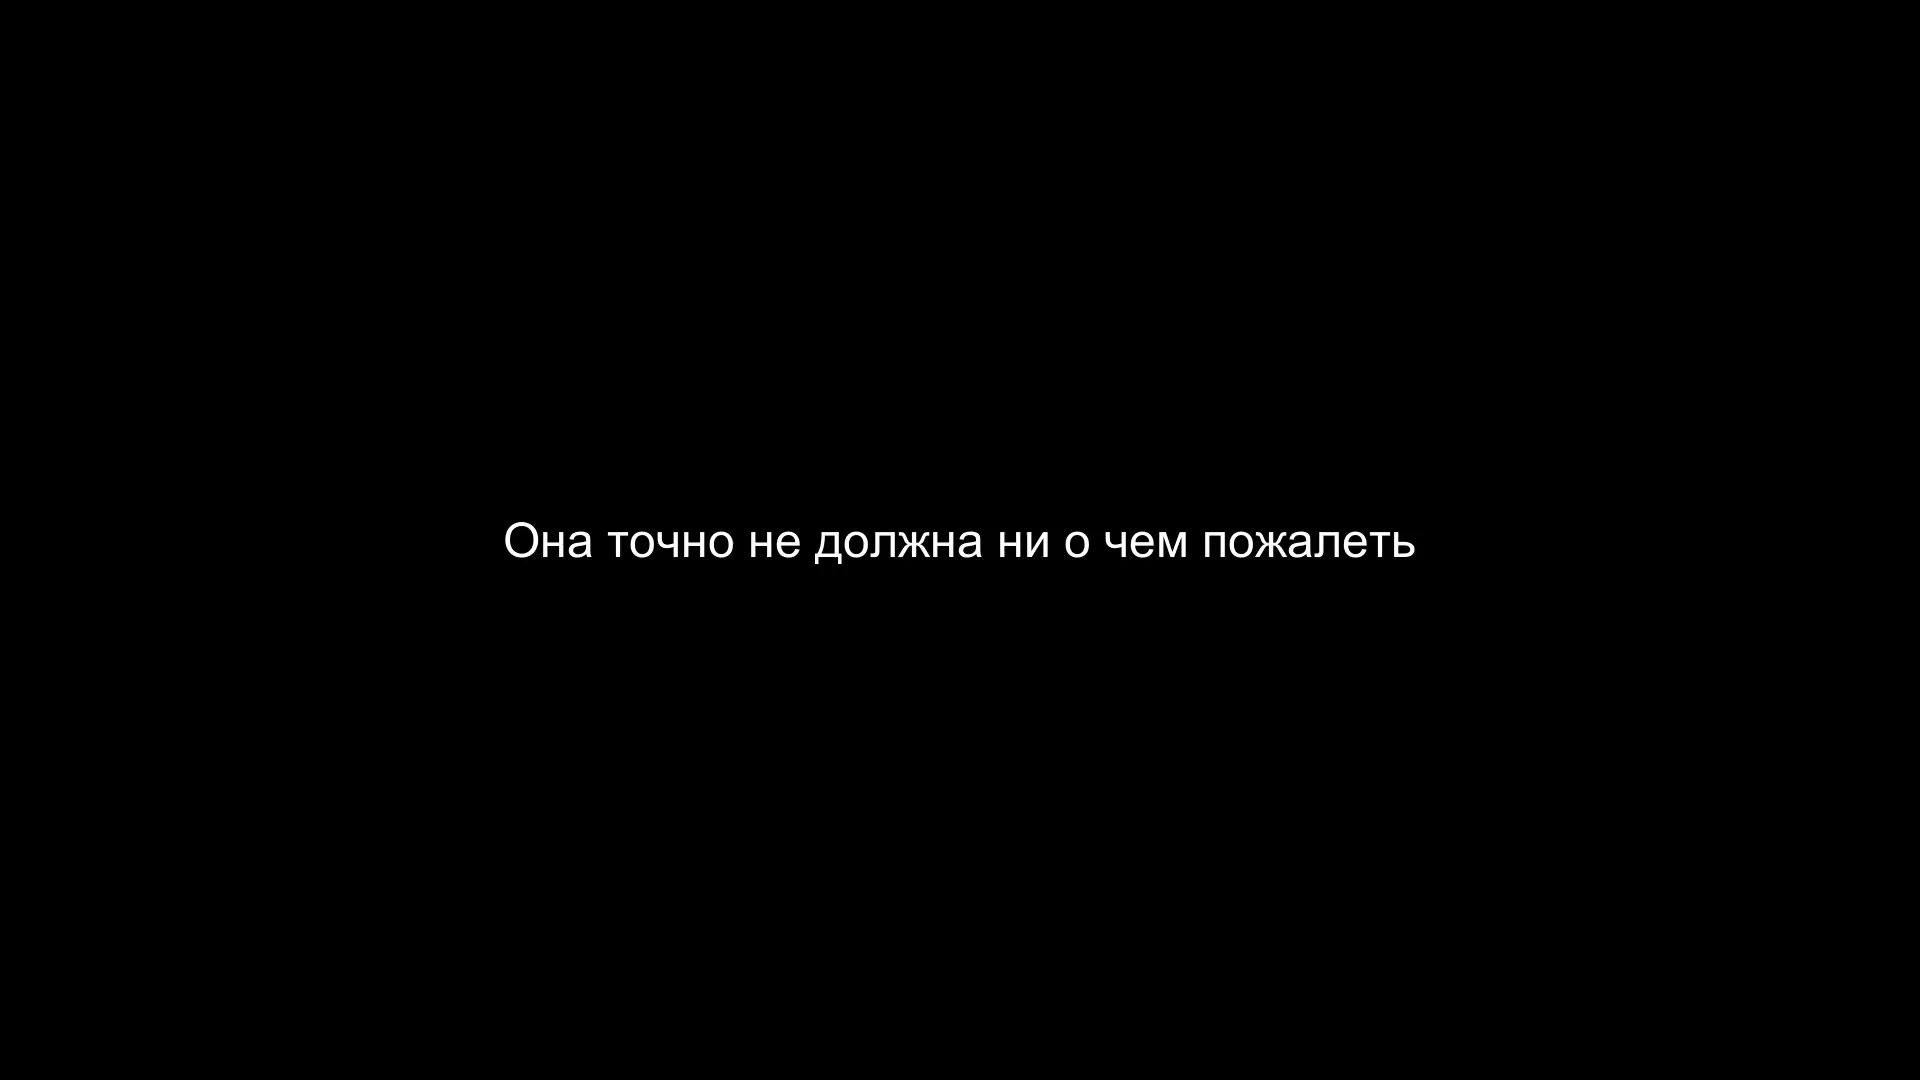 Она точно не должна ни о чем пожалеть